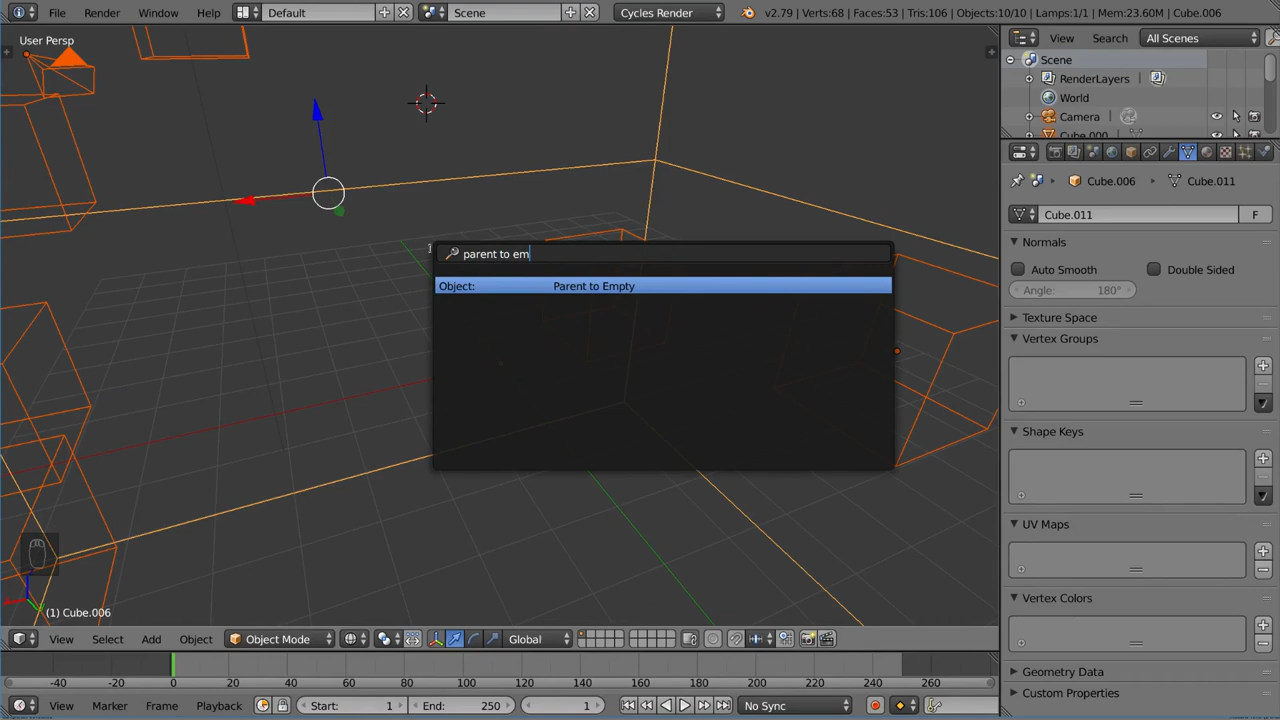 File Render Window Help Default Scene Cycles Render v2.79 | Verts:68 | Faces:53 | Tris:106 | Objects:10/10 | Lamps:1/1 | Mem:23.60M | Cube.006
User Persp
View Search All Scenes
Scene
RenderLayers
World
Camera
Cube.000
Cube.006 Cube.011
Cube.011 F
Normals
Auto Smooth Double Sided
Angle: 180°
Texture Space
Vertex Groups
Shape Keys
UV Maps
Vertex Colors
Geometry Data
Custom Properties
parent to em
Object: Parent to Empty
(1) Cube.006
View Select Add Object Object Mode Global
-40 -20 0 20 40 60 80 100 120 140 160 180 200 220 240 260 280
View Marker Frame Playback Start: 1 End: 250 1 No Sync